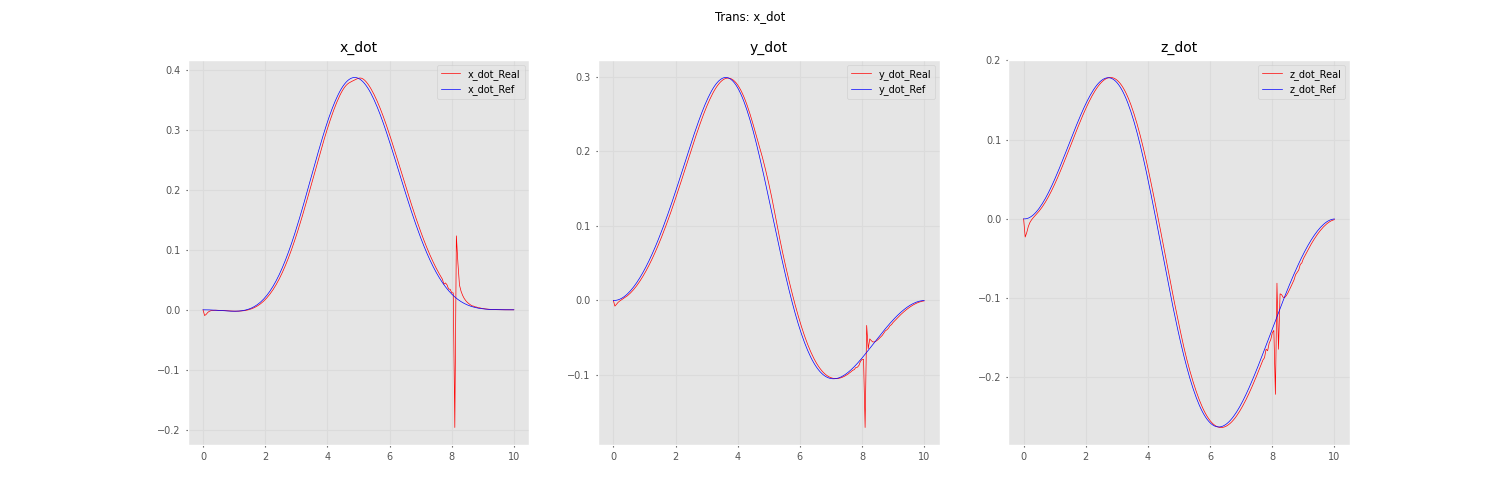 Trans: x_dot
x_dot
x_dot_Real
x_dot_Ref
0.4
0.3
0.2
0.1
0.0
−0.1
−0.2
0 2 4 6 8 10
y_dot
y_dot_Real
y_dot_Ref
0.3
0.2
0.1
0.0
−0.1
0 2 4 6 8 10
z_dot
z_dot_Real
z_dot_Ref
0.2
0.1
0.0
−0.1
−0.2
0 2 4 6 8 10